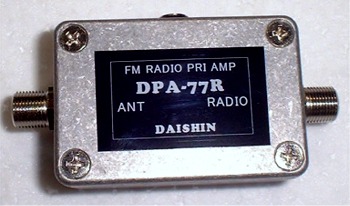 FM RADIO PRI AMP
DPA-77R
ANT RADIO
DAISHIN